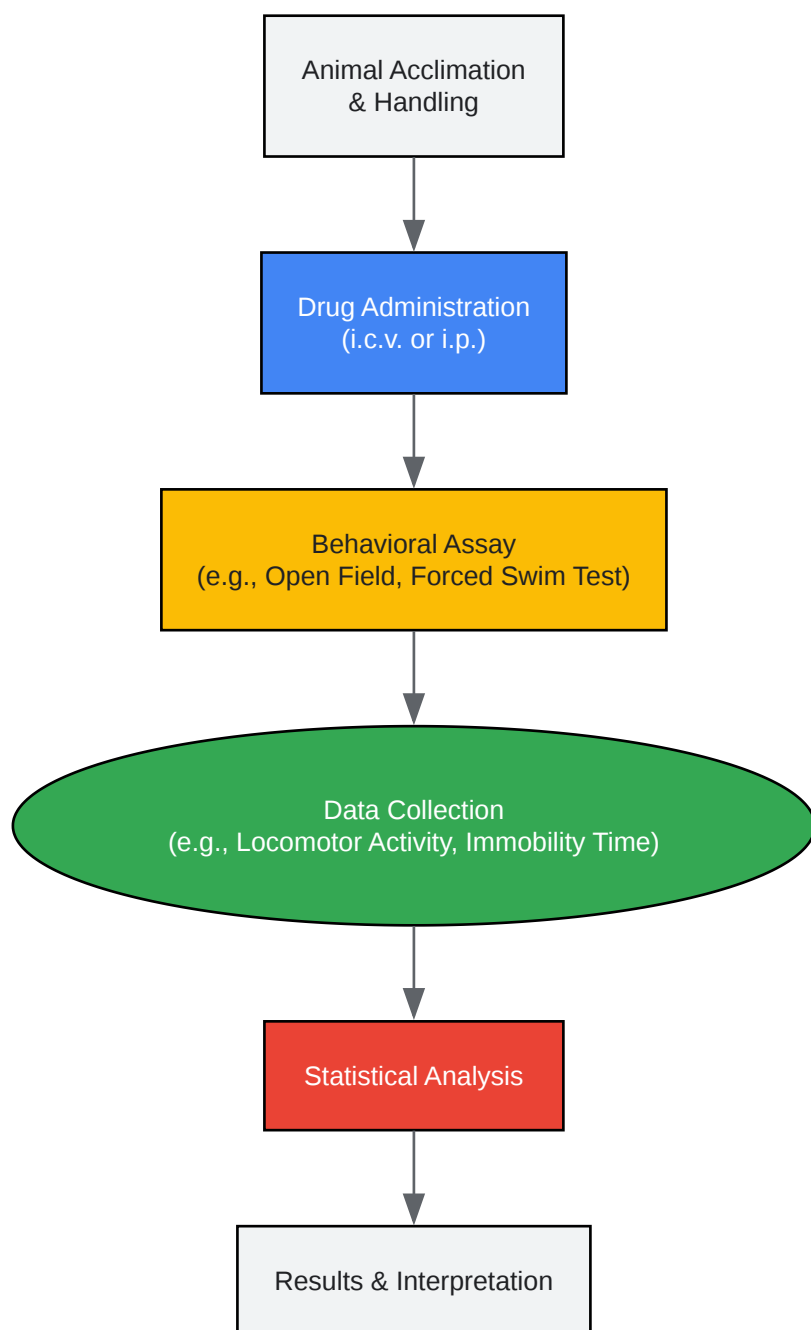 Animal Acclimation
& Handling
Drug Administration
(i.c.v. or i.p.)
Behavioral Assay
(e.g., Open Field, Forced Swim Test)
Data Collection
(e.g., Locomotor Activity, Immobility Time)
Statistical Analysis
Results & Interpretation